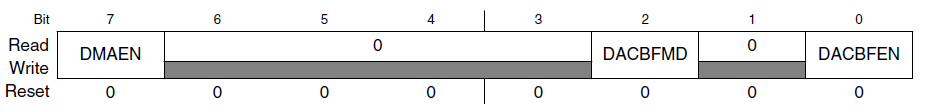 Bit 7 6 5 4 3 2 1 0
Read 0 0
DMAEN DACBFMD DACBFEN
Write
Reset 0 0 0 0 0 0 0 0